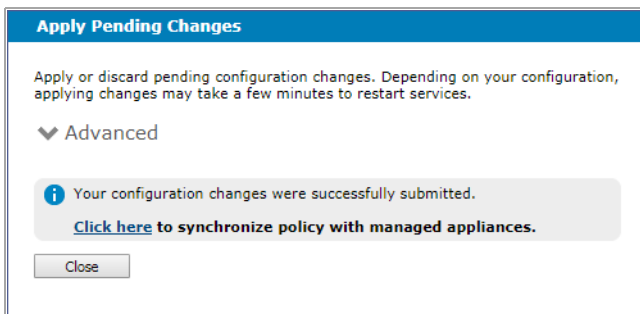 Apply Pending Changes
Apply or discard pending configuration changes. Depending on your configuration,
applying changes may take a few minutes to restart services.
Advanced
Your configuration changes were successfully submitted.
Click here to synchronize policy with managed appliances.
Close